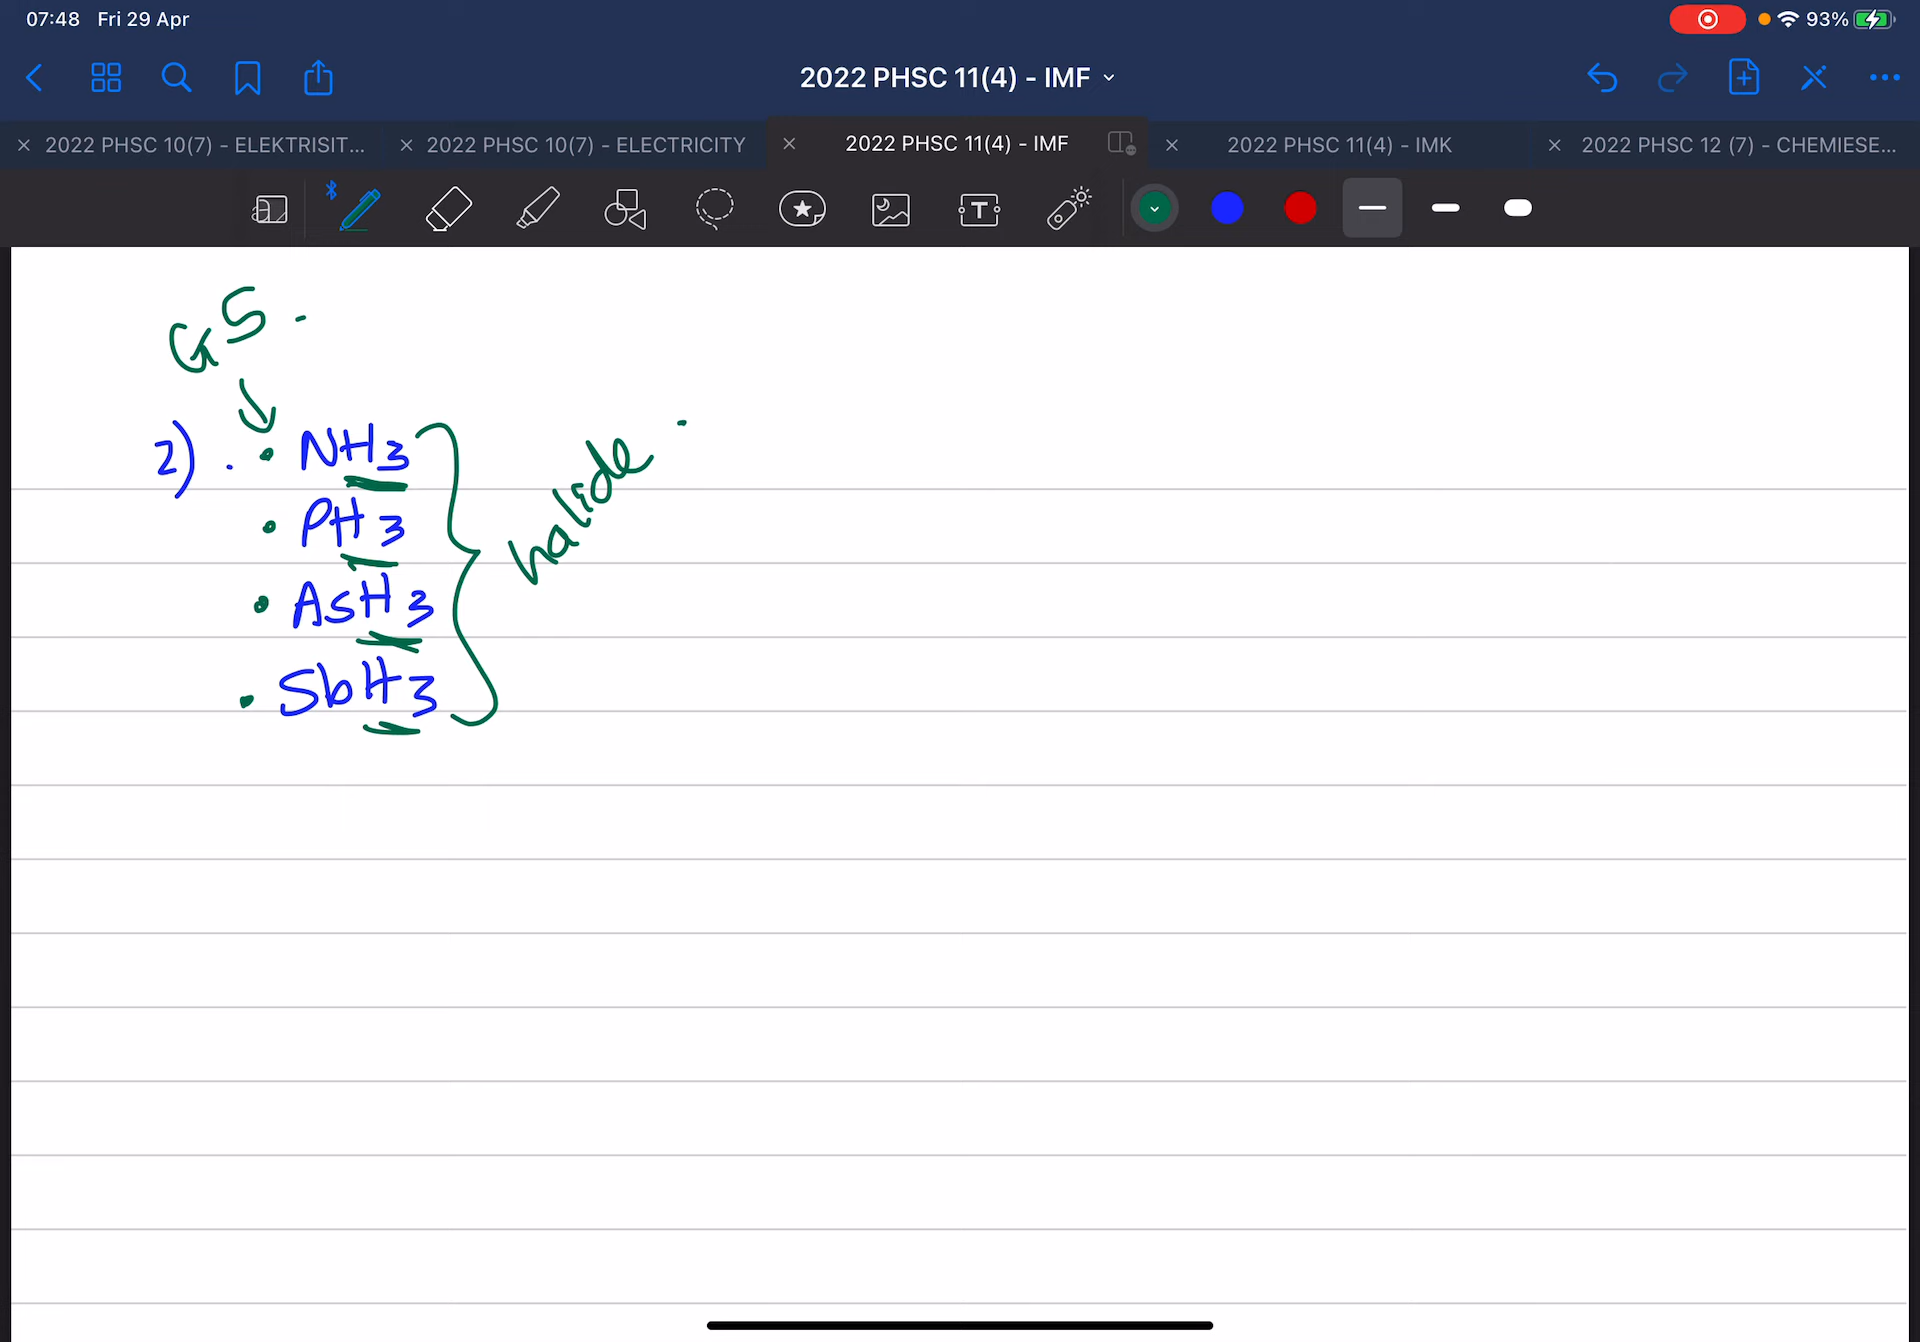 07:48 Fri 29 Apr
93%
2022 PHSC 11(4) - IMF
2022 PHSC 10(7) - ELEKTRISIT...
2022 PHSC 10(7) - ELECTRICITY
2022 PHSC 11(4) - IMF
2022 PHSC 11(4) - IMK
2022 PHSC 12 (7) - CHEMIESE...
T
G5.
2). • NH3
• PH3
• AsH3
• SbH3
halide.